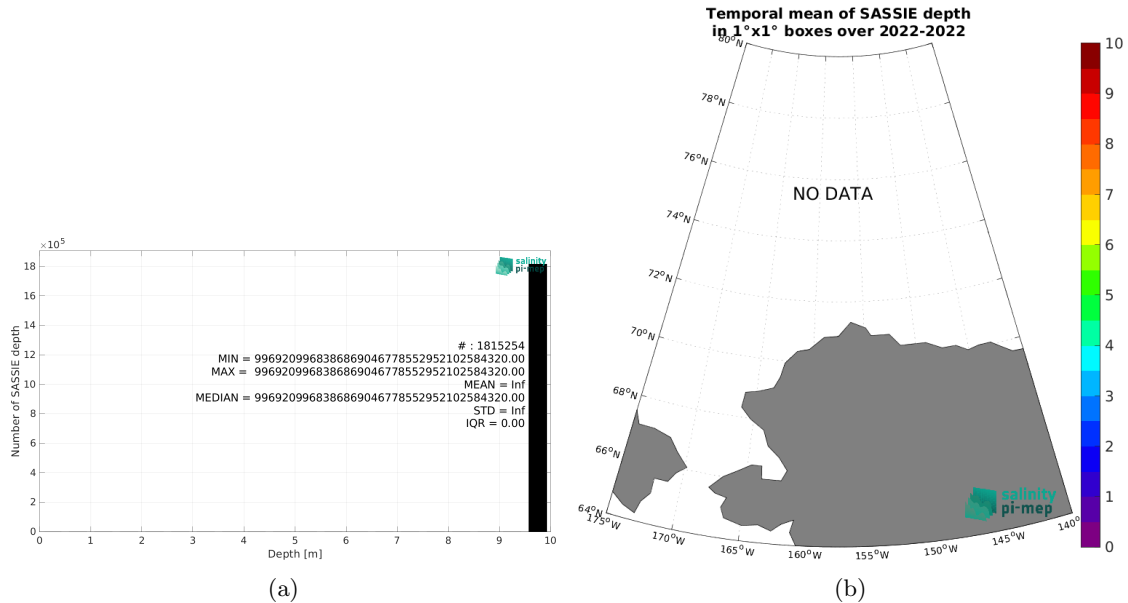 ×10⁵
18
16
14
12
10
8
6
4
2
0
Number of SASSIE depth
salinity
pi-mep
# : 1815254
MIN = 9969209968386869046778552952102584320.00
MAX = 9969209968386869046778552952102584320.00
MEAN = Inf
MEDIAN = 9969209968386869046778552952102584320.00
STD = Inf
IQR = 0.00
0 1 2 3 4 5 6 7 8 9 10
Depth [m]
(a)
Temporal mean of SASSIE depth
in 1°x1° boxes over 2022-2022
80°N
78°N
76°N
74°N
72°N
70°N
68°N
66°N
64°N
NO DATA
salinity
pi-mep
175°W 170°W 165°W 160°W 155°W 150°W 145°W 140°
10
9
8
7
6
5
4
3
2
1
0
(b)